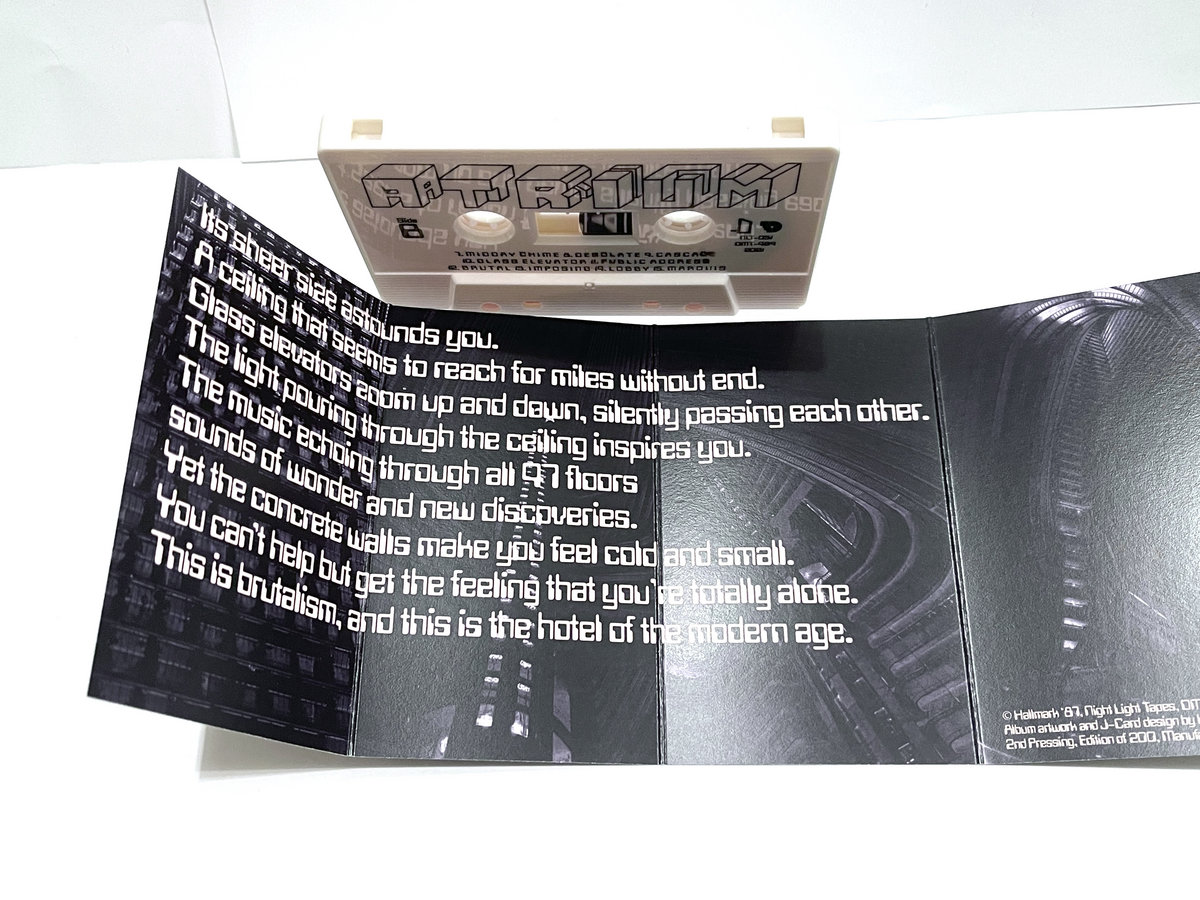 ATRIUM
Side
B
7. MIDDAY CHIME 8. DESOLATE 9. CASCADE
10. GLASS ELEVATOR 11. PUBLIC ADDRESS
12. BRUTAL 13. IMPOSING 14. LOBBY 15. MARQUIS
2021
Its sheer size astounds you.
A ceiling that seems to reach for miles without end.
Glass elevators zoom up and down, silently passing each other.
The light pouring through the ceiling inspires you.
The music echoing through all 47 floors
sounds of wonder and new discoveries.
Yet the concrete walls make you feel cold and small.
You can't help but get the feeling that you're totally alone.
This is brutalism, and this is the hotel of the modern age.
© Hallmark '87, Night Light Tapes, DMT
Album artwork and J-Card design by
2nd Pressing, Edition of 200,